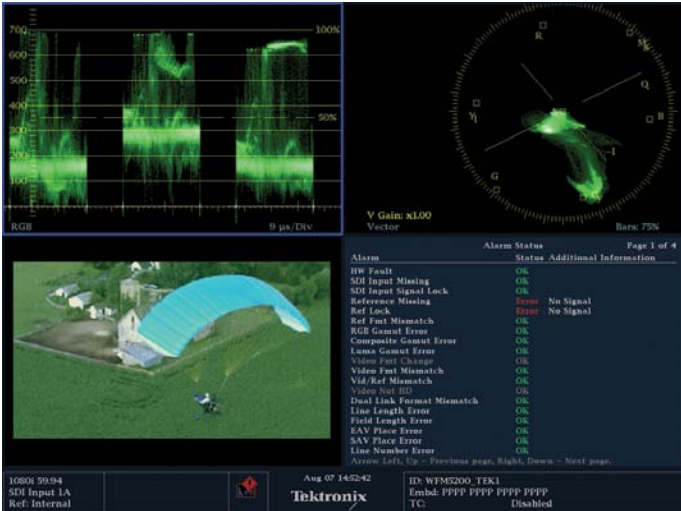 700
600
500
400
300
200
100
100%
50%
RGB
9 µs/Div
R
Mg
Q
B
Yl
-I
G
V Gain: x1.00
Vector
Bars: 75%
Alarm Status Page 1 of 4
Alarm Status Additional Information
HW Fault OK
SDI Input Missing OK
SDI Input Signal Lock OK
Reference Missing Error No Signal
Ref Lock Error No Signal
Ref Fmt Mismatch OK
RGB Gamut Error OK
Composite Gamut Error OK
Luma Gamut Error OK
Video Fmt Change OK
Video Fmt Mismatch OK
Vid/Ref Mismatch OK
Video Not HD OK
Dual Link Format Mismatch OK
Line Length Error OK
Field Length Error OK
EAV Place Error OK
SAV Place Error OK
Line Number Error OK
Arrow Left, Up - Previous page, Right, Down - Next page.
1080i 59.94
SDI Input 1A
Ref: Internal
Aug 07 14:52:42
Tektronix
ID: WFM5200_TEK1
Embd: PPPP PPPP PPPP PPPP
TC: Disabled